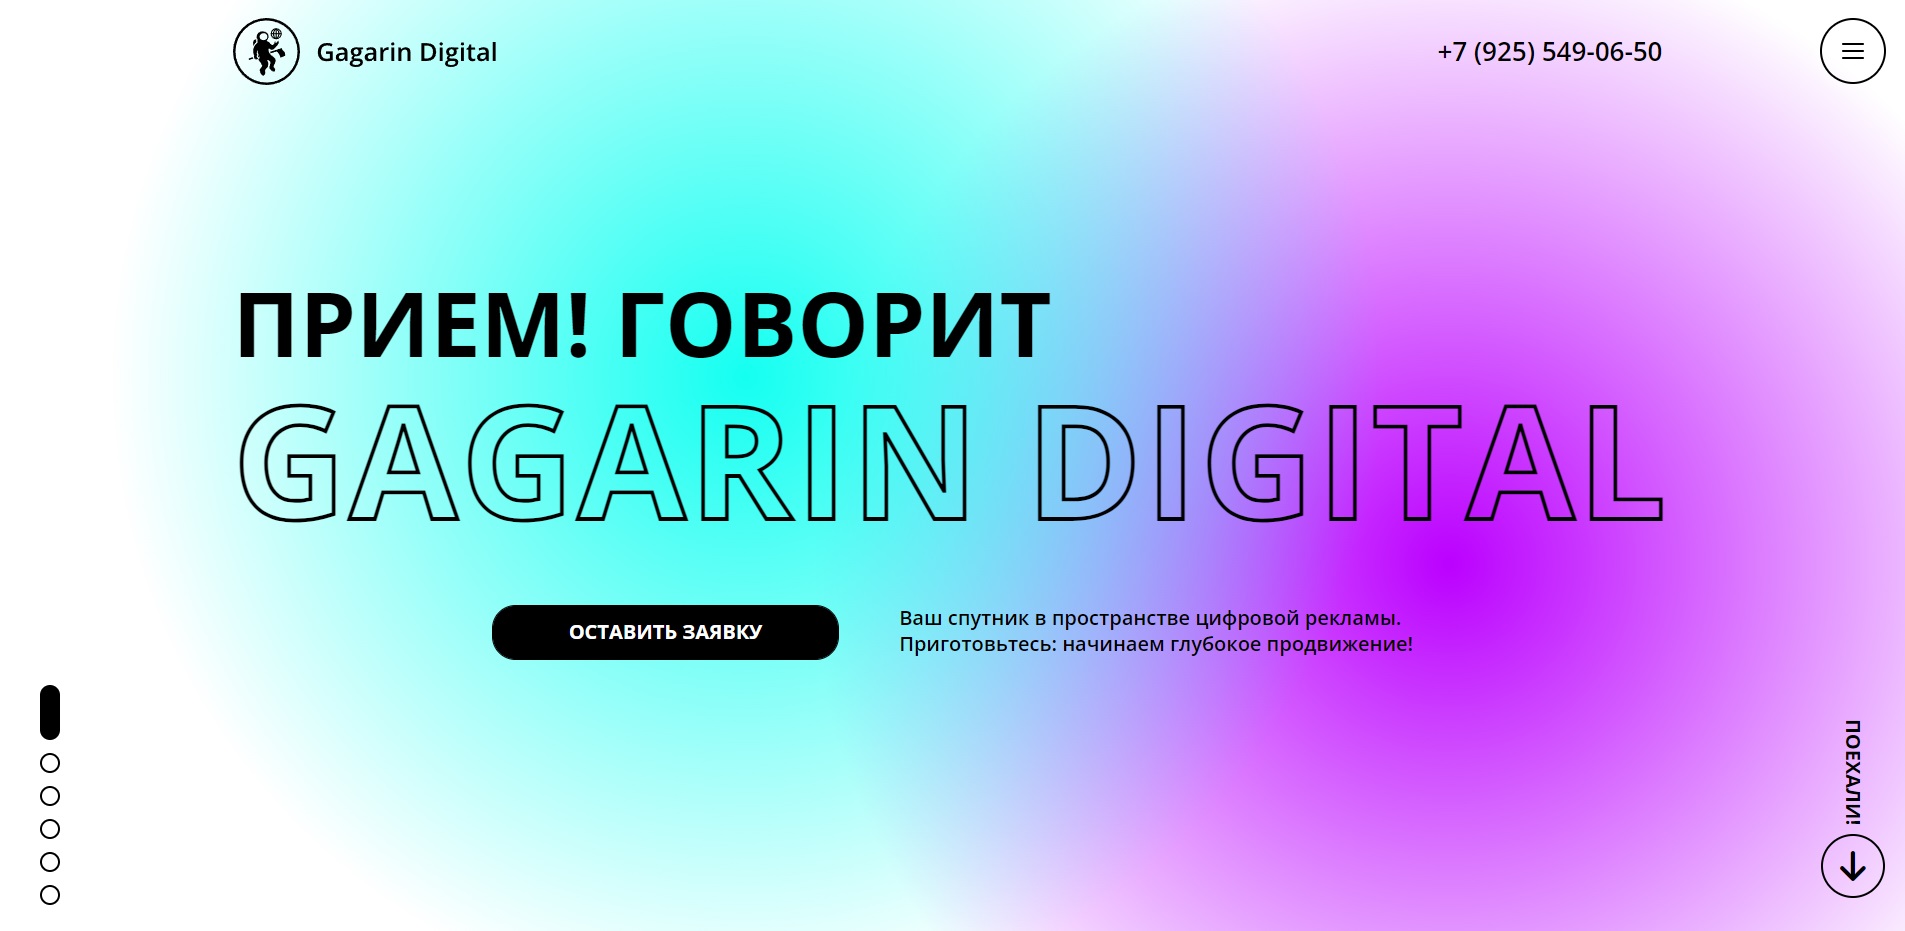 Gagarin Digital
+7 (925) 549-06-50
ПРИЕМ! ГОВОРИТ
GAGARIN DIGITAL
ОСТАВИТЬ ЗАЯВКУ
Ваш спутник в пространстве цифровой рекламы.
Приготовьтесь: начинаем глубокое продвижение!
ПОЕХАЛИ!